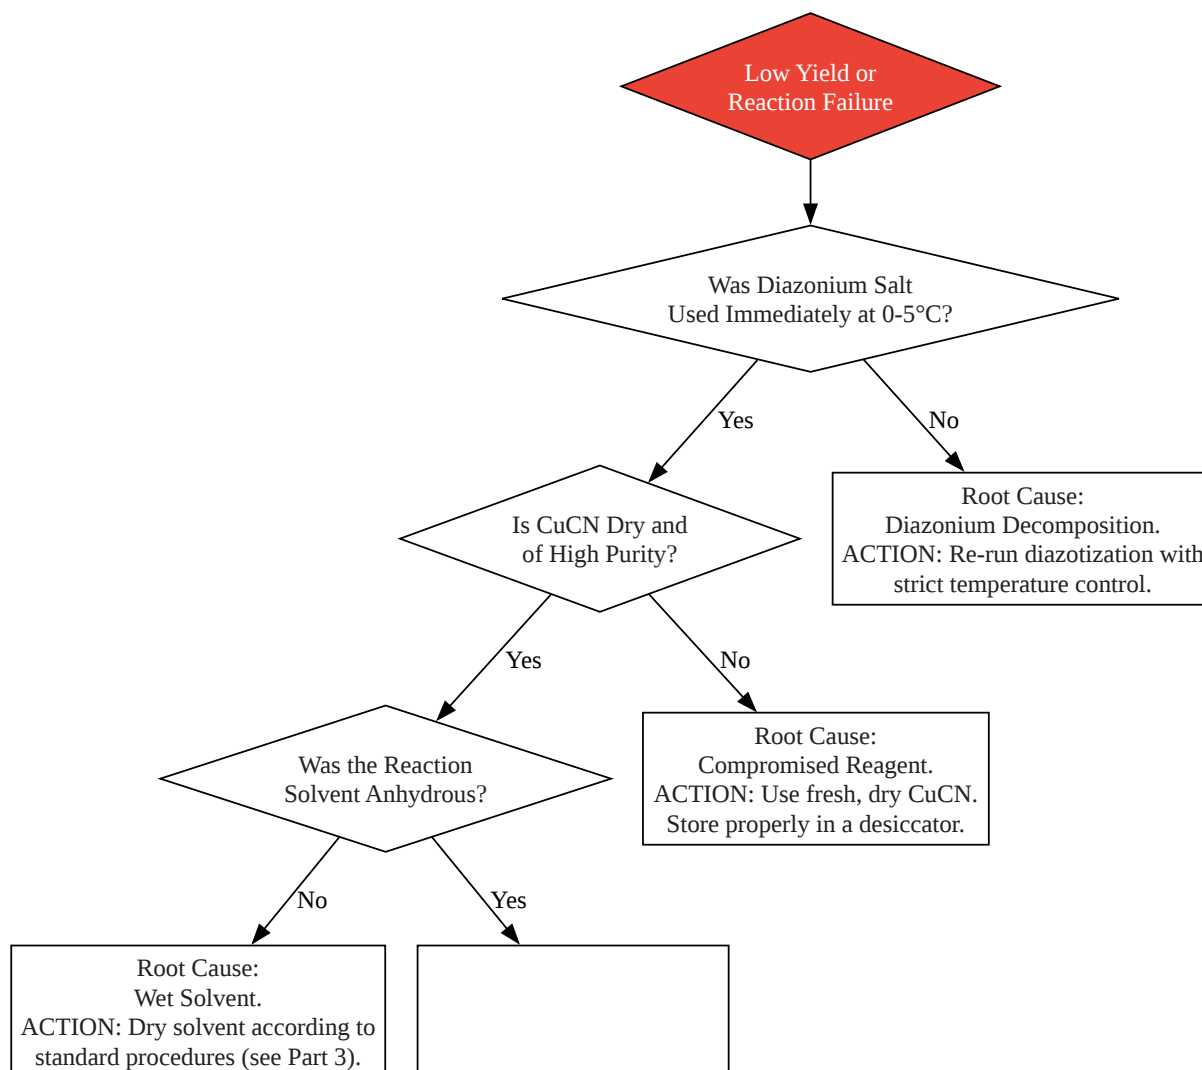 Low Yield or
Reaction Failure
Was Diazonium Salt
Used Immediately at 0-5°C?
Yes
No
Is CuCN Dry and
of High Purity?
Root Cause:
Diazonium Decomposition.
ACTION: Re-run diazotization with
strict temperature control.
Yes
No
Was the Reaction
Solvent Anhydrous?
Root Cause:
Compromised Reagent.
ACTION: Use fresh, dry CuCN.
Store properly in a desiccator.
No
Yes
Root Cause:
Wet Solvent.
ACTION: Dry solvent according to
standard procedures (see Part 3).